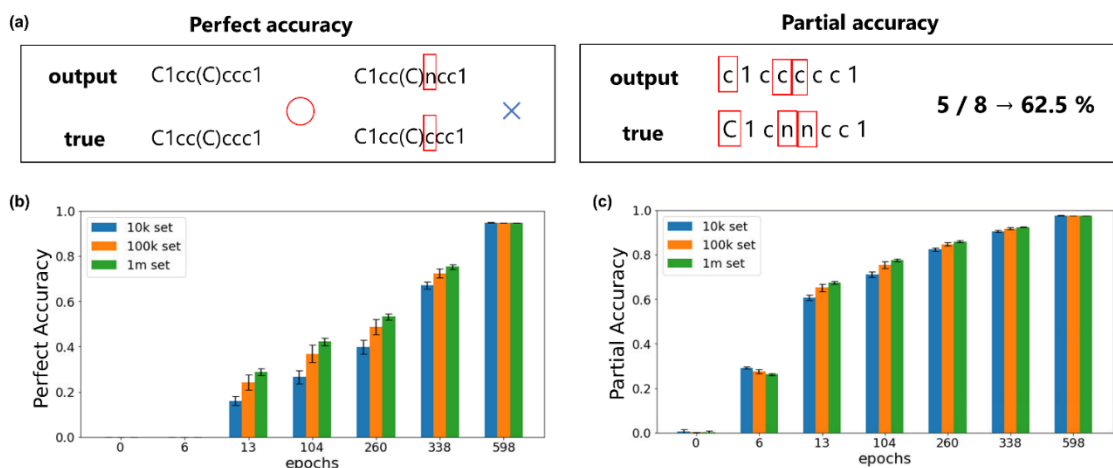 (a)
Perfect accuracy
output C1cc(C)ccc1 C1cc(C)ncc1
true C1cc(C)ccc1 C1cc(C)cccc1
Partial accuracy
output c 1 c c c c c 1
true C 1 c n n c c 1
5 / 8 → 62.5 %
(b)
Perfect Accuracy
1.0
0.8
0.6
0.4
0.2
0.0
10k set
100k set
1m set
0 6 13 104 260 338 598
epochs
(c)
Partial Accuracy
1.0
0.8
0.6
0.4
0.2
0.0
10k set
100k set
1m set
0 6 13 104 260 338 598
epochs